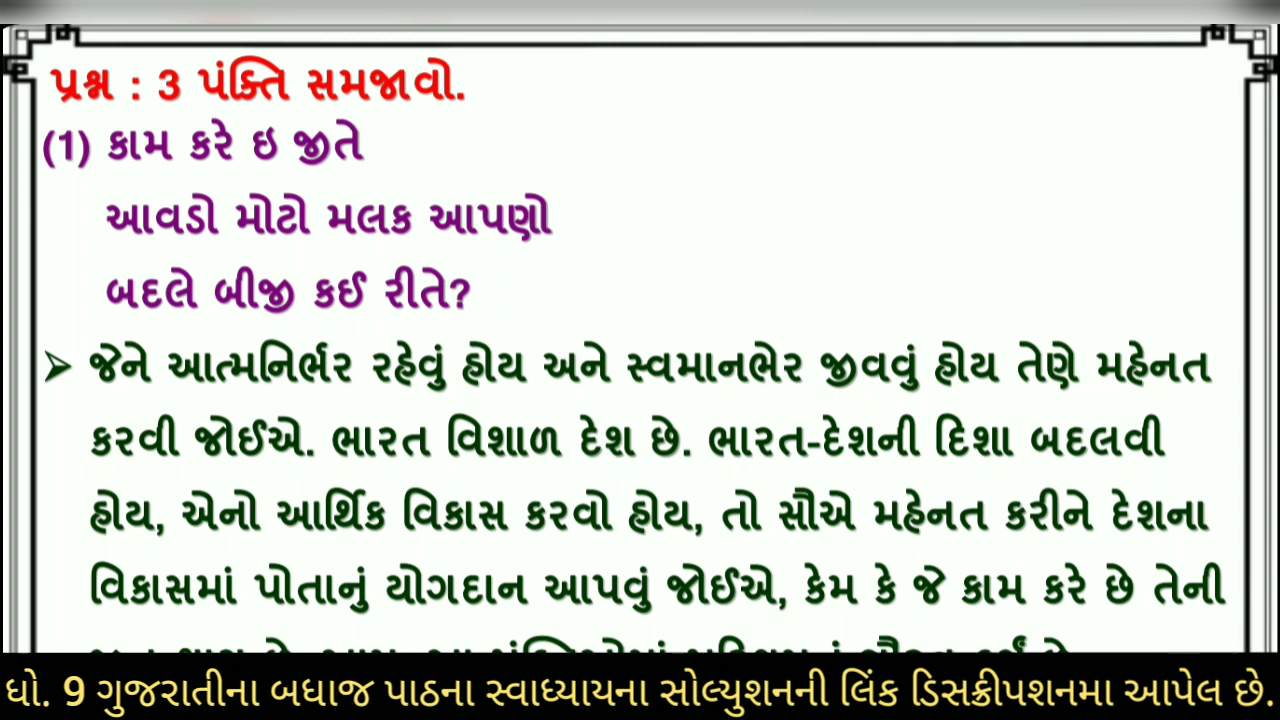 પ્રશ્ન : 3 પંક્તિ સમજાવો.
(1) કામ કરે ઇ જીતે
આવડો મોટો મલક આપણો
બદલે બીજી કઈ રીતે?
➢ જેને આત્મનિર્ભર રહેવું હોય અને સ્વમાનભેર જીવવું હોય તેણે મહેનત
કરવી જોઈએ. ભારત વિશાળ દેશ છે. ભારત-દેશની દિશા બદલવી
હોય, એનો આર્થિક વિકાસ કરવો હોય, તો સૌએ મહેનત કરીને દેશના
વિકાસમાં પોતાનું યોગદાન આપવું જોઈએ, કેમ કે જે કામ કરે છે તેની
ધો. 9 ગુજરાતીના બધાજ પાઠના સ્વાધ્યાયના સોલ્યુશનની લિંક ડિસક્રીપશનમા આપેલ છે.